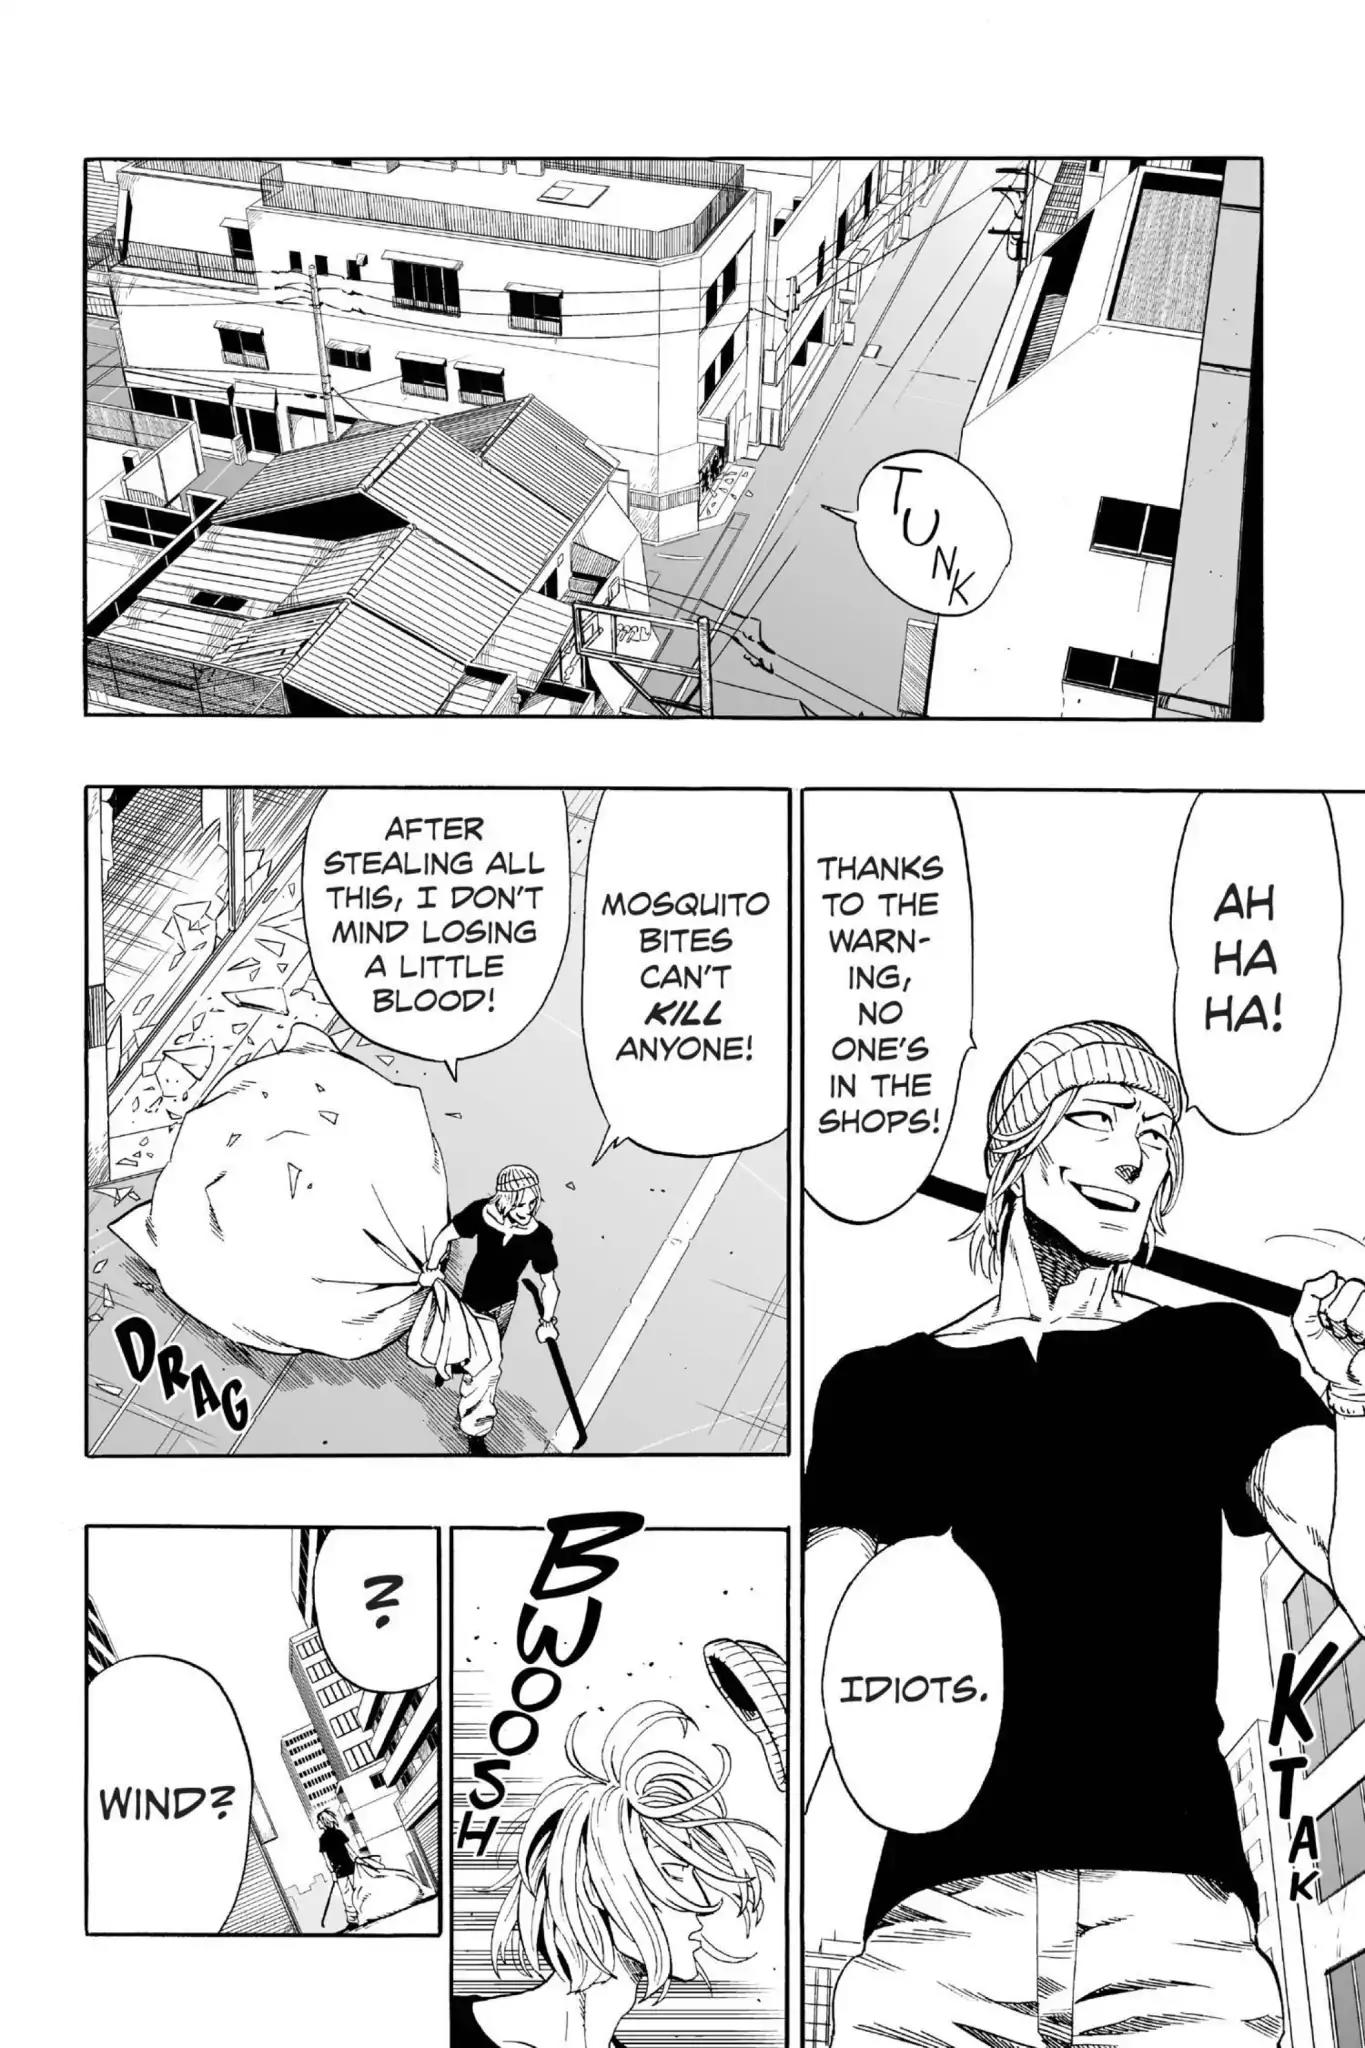 TUNK
AH
HA
HA!
THANKS
TO THE
WARN-
ING,
NO
ONE'S
IN THE
SHOPS!
IDIOTS.
KTAK
MOSQUITO
BITES
CAN'T
KILL
ANYONE!
AFTER
STEALING ALL
THIS, I DON'T
MIND LOSING
A LITTLE
BLOOD!
DRAG
BWOOSH
?
WIND?